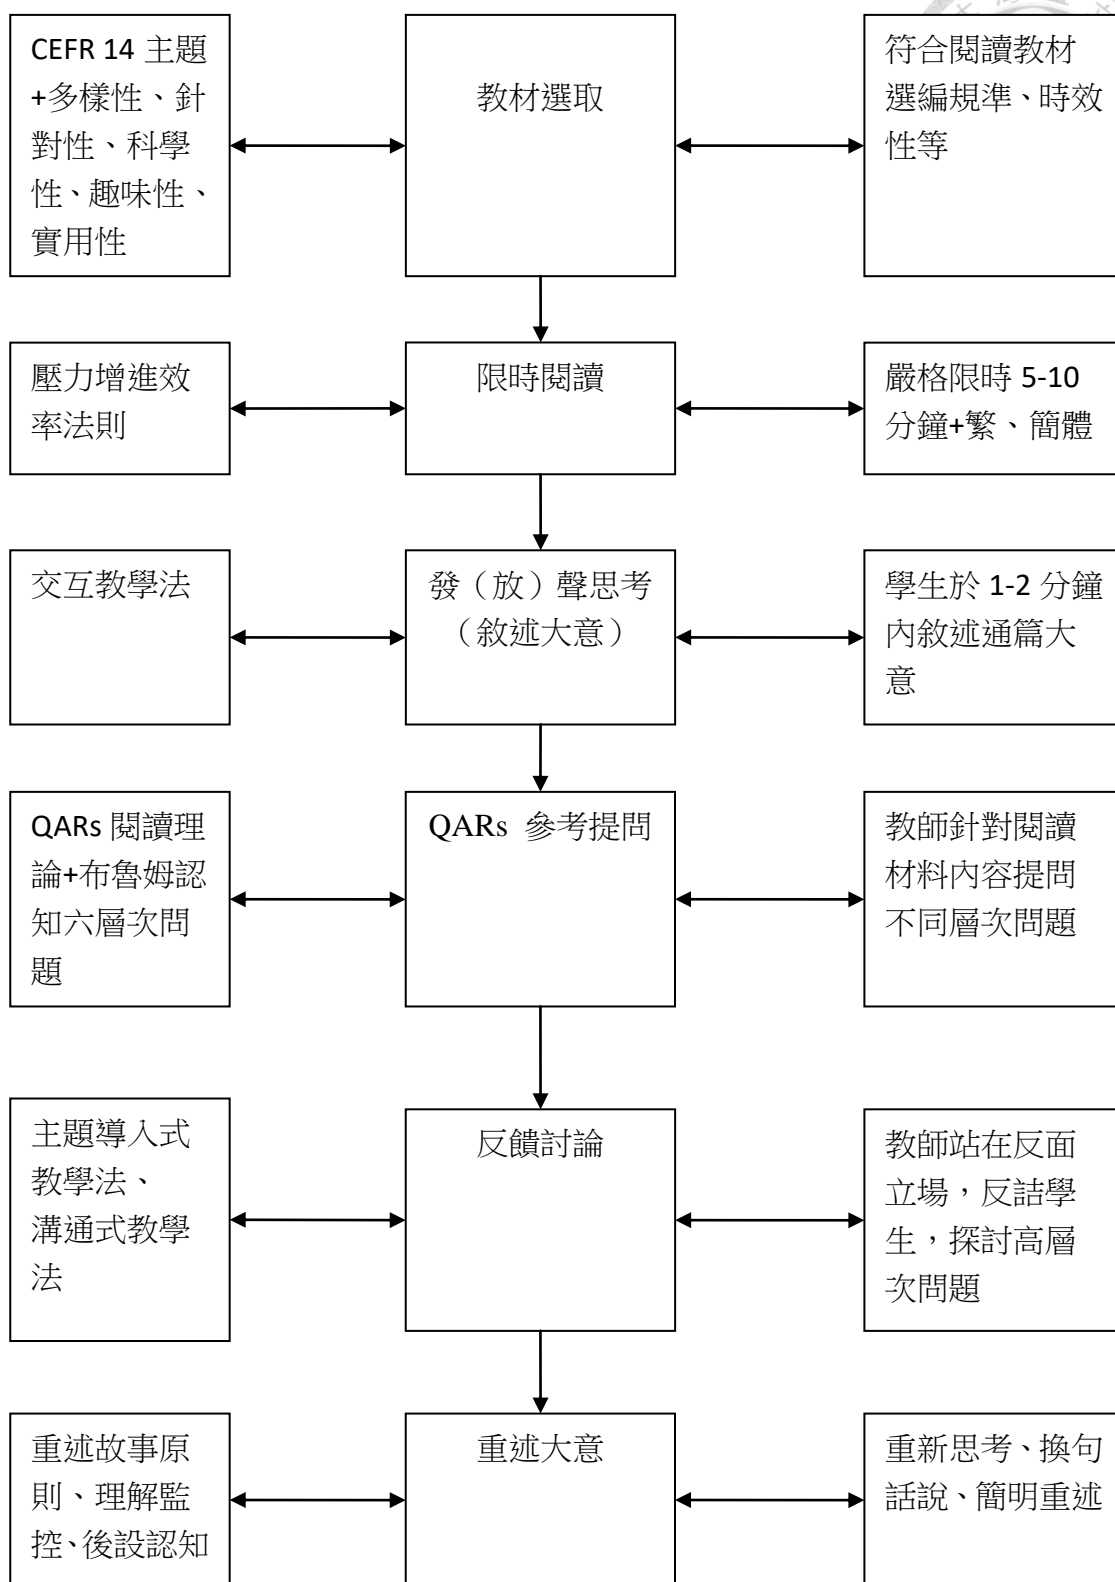 CEFR 14 主題
+多樣性、針
對性、科學
性、趣味性、
實用性
教材選取
符合閱讀教材
選編規準、時效
性等
壓力增進效
率法則
限時閱讀
嚴格限時 5-10
分鐘+繁、簡體
交互教學法
發（放）聲思考
（敘述大意）
學生於 1-2 分鐘
內敘述通篇大
意
QARs 閱讀理
論+布魯姆認
知六層次問
題
QARs 參考提問
教師針對閱讀
材料內容提問
不同層次問題
主題導入式
教學法、
溝通式教學
法
反饋討論
教師站在反面
立場，反詰學
生，探討高層
次問題
重述故事原
則、理解監
控、後設認知
重述大意
重新思考、換句
話說、簡明重述